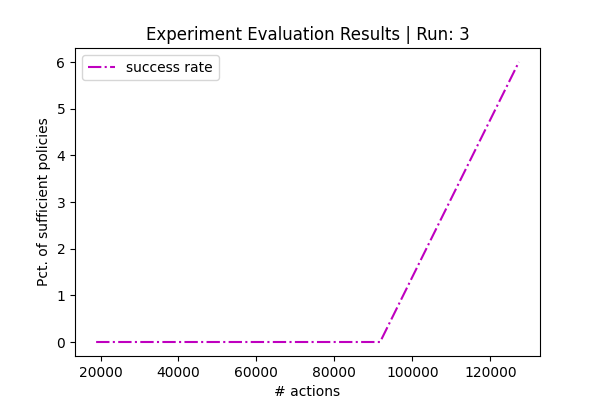 Experiment Evaluation Results | Run: 3
success rate
Pct. of sufficient policies
6
5
4
3
2
1
0
20000 40000 60000 80000 100000 120000
# actions